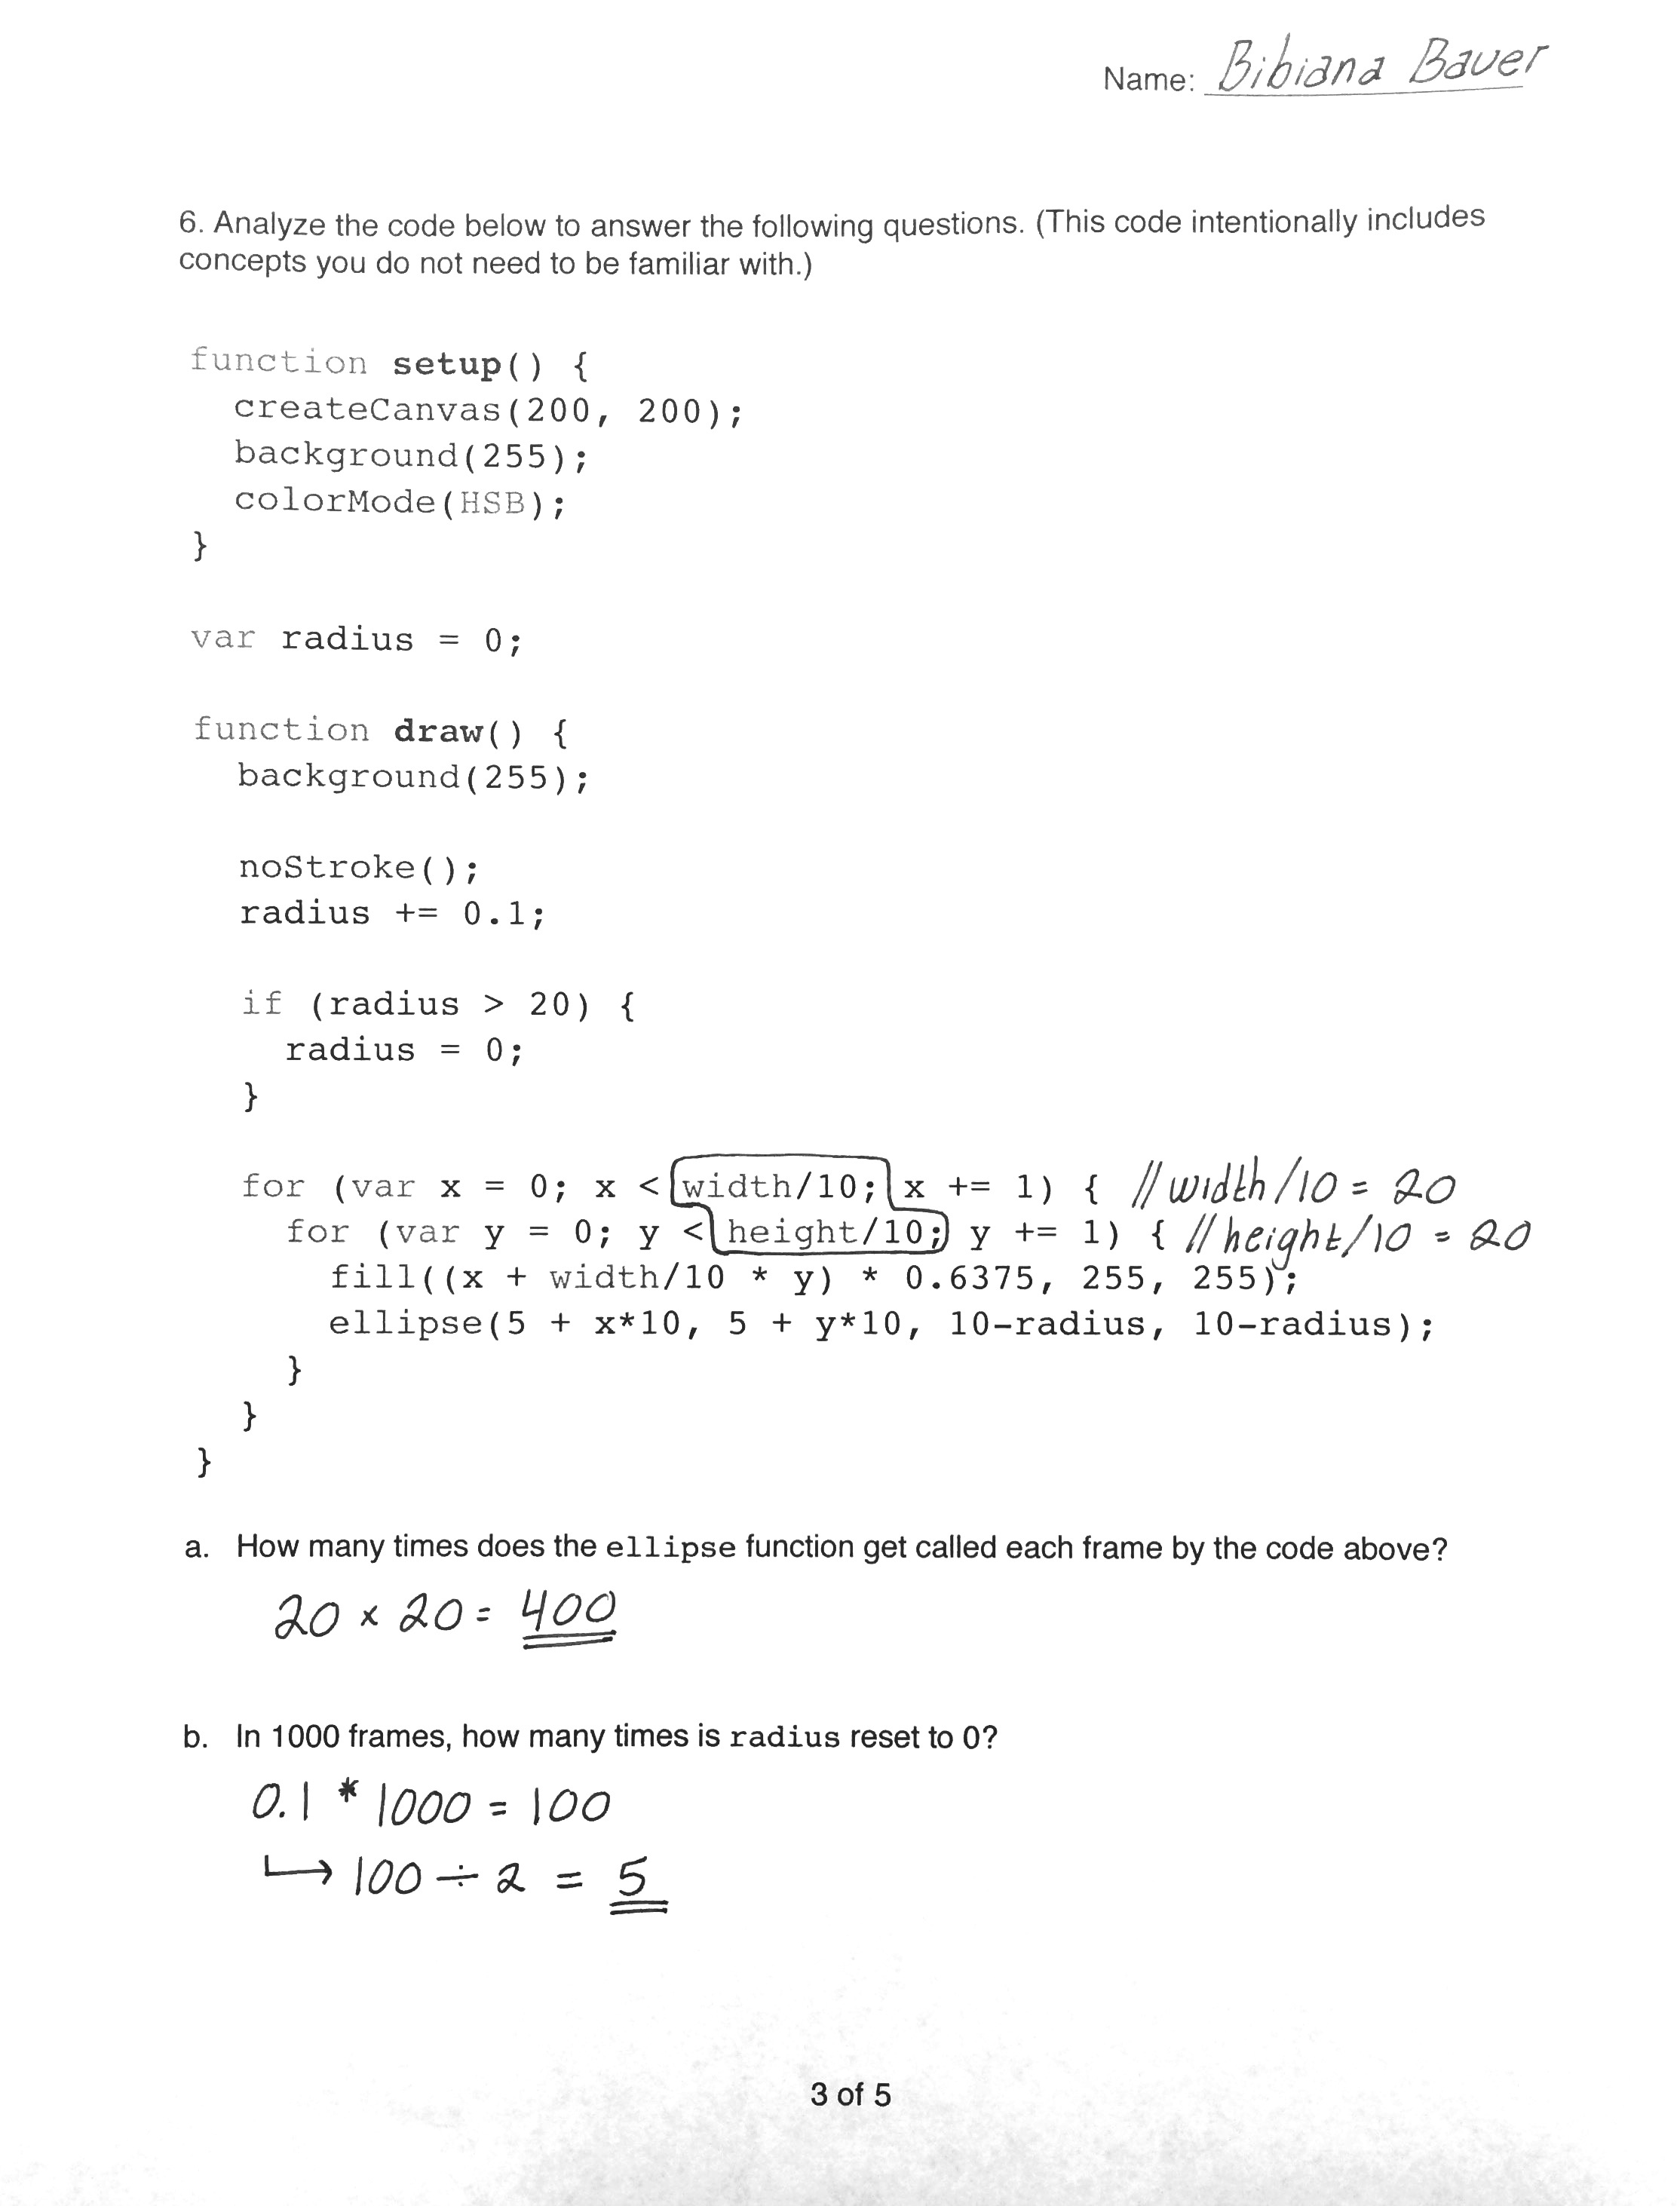 Name: Bibiana Bauer
6. Analyze the code below to answer the following questions. (This code intentionally includes
concepts you do not need to be familiar with.)
function setup() {
createCanvas(200, 200);
background(255);
colorMode(HSB);
}
var radius = 0;
function draw() {
background(255);
noStroke();
radius += 0.1;
if (radius > 20) {
radius = 0;
}
for (var x = 0; x < width/10; x += 1) { // width/10 = 20
for (var y = 0; y < height/10; y += 1) { // height/10 = 20
fill((x + width/10 * y) * 0.6375, 255, 255);
ellipse(5 + x*10, 5 + y*10, 10-radius, 10-radius);
}
}
}
a. How many times does the ellipse function get called each frame by the code above?
20 × 20 = 400
b. In 1000 frames, how many times is radius reset to 0?
0.1 * 1000 = 100
↳ 100 ÷ 2 = 5
3 of 5